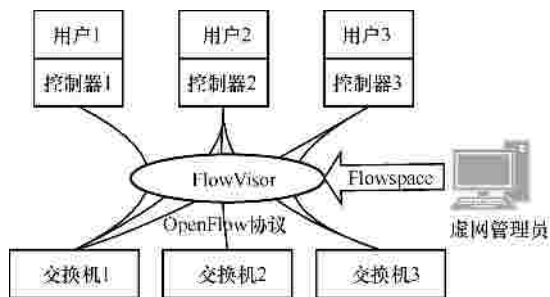 用户1
用户2
用户3
控制器1
控制器2
控制器3
FlowVisor
Flowspace
OpenFlow协议
虚网管理员
交换机1
交换机2
交换机3